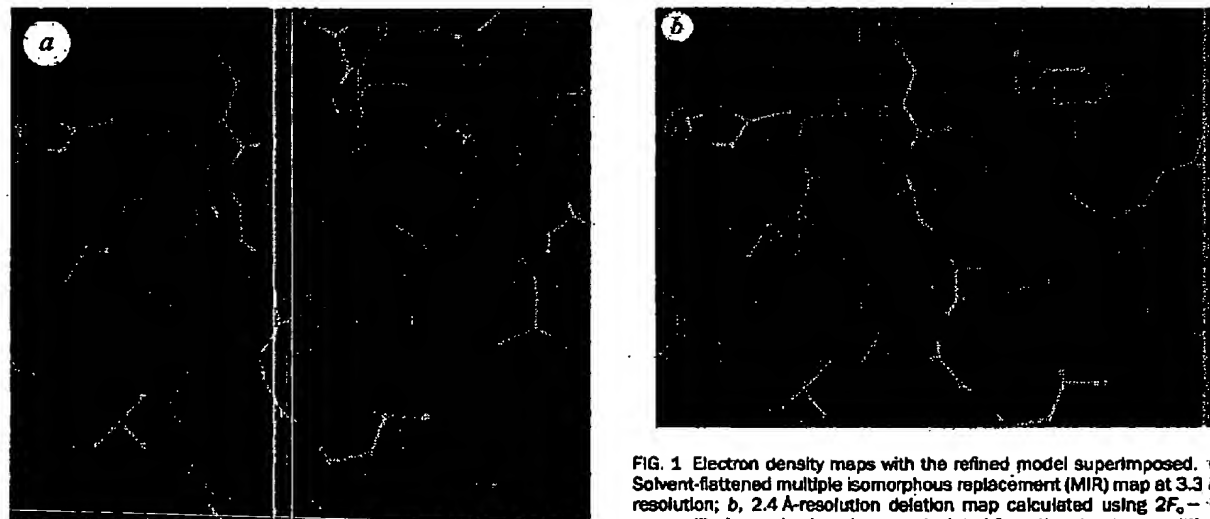 a
b
FIG. 1 Electron density maps with the refined model superimposed.
Solvent-flattened multiple isomorphous replacement (MIR) map at 3.3
resolution; b, 2.4 Å-resolution deletion map calculated using 2Fo−